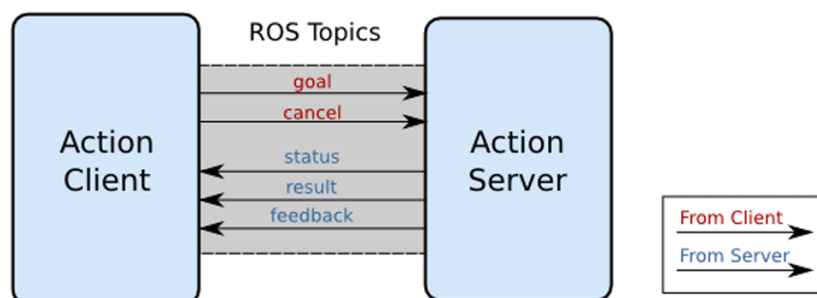 ROS Topics
Action
Client
goal
cancel
status
result
feedback
Action
Server
From Client
From Server